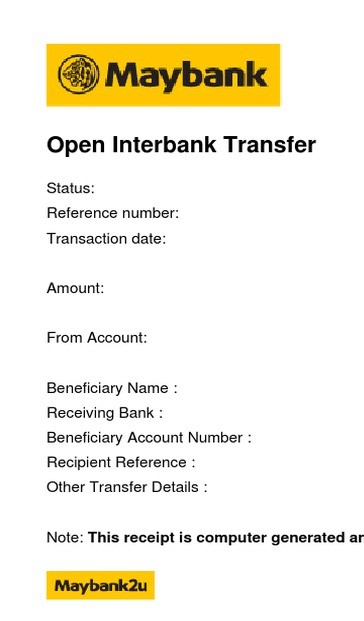 Maybank
Open Interbank Transfer
Status:
Reference number:
Transaction date:
Amount:
From Account:
Beneficiary Name :
Receiving Bank :
Beneficiary Account Number :
Recipient Reference :
Other Transfer Details :
Note: This receipt is computer generated
Maybank2u